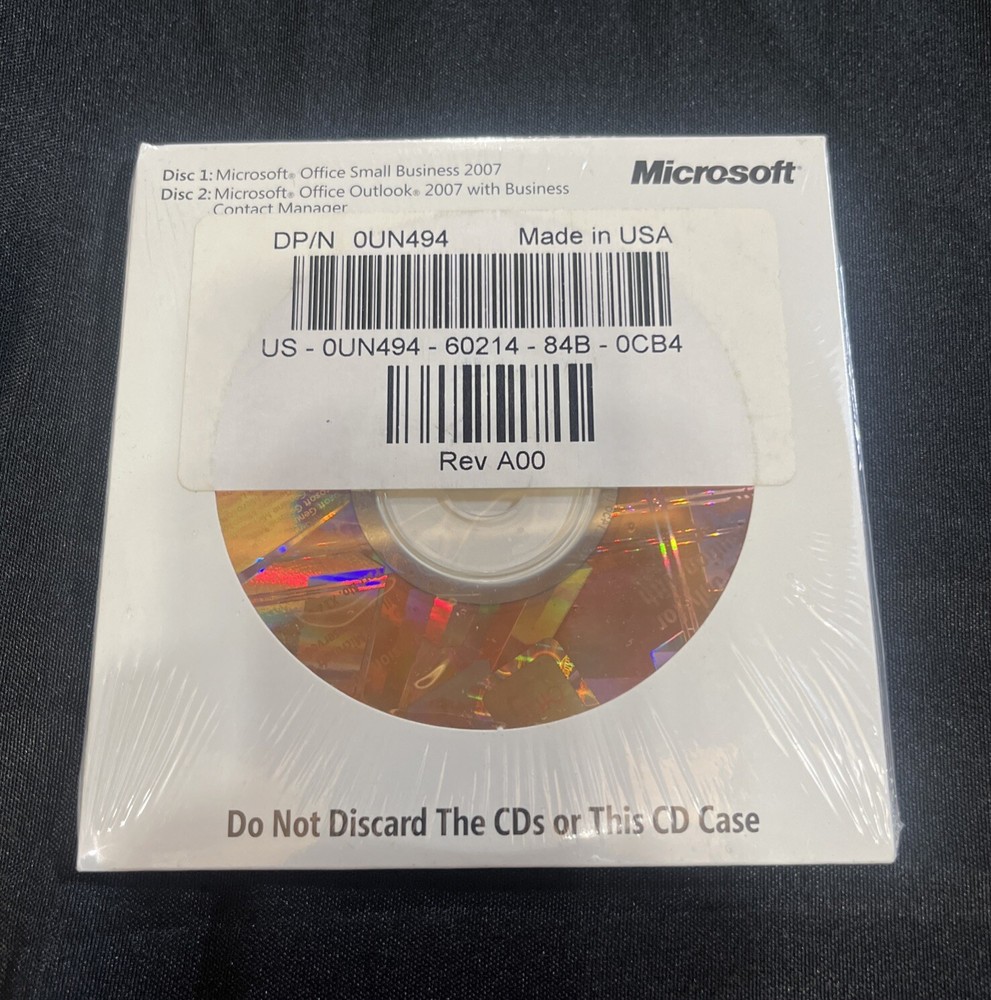 Disc 1: Microsoft® Office Small Business 2007
Microsoft®
Disc 2: Microsoft® Office Outlook® 2007 with Business
Contact Manager
DP/N 0UN494 Made in USA
US - 0UN494 - 60214 - 84B - 0CB4
Rev A00
Do Not Discard The CDs or This CD Case